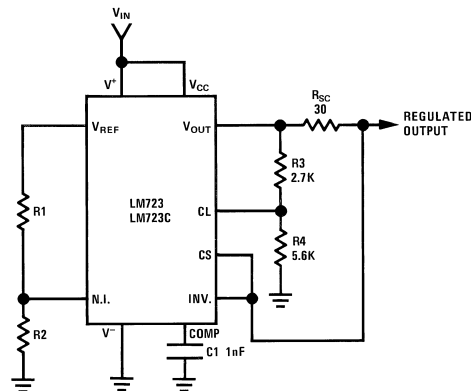 VIN
V+
VCC
RSC
30
VREF
VOUT
REGULATED
OUTPUT
R3
2.7K
LM723
LM723C
CL
R1
R4
5.6K
CS
N.I.
INV.
R2
V−
COMP
C1 1nF